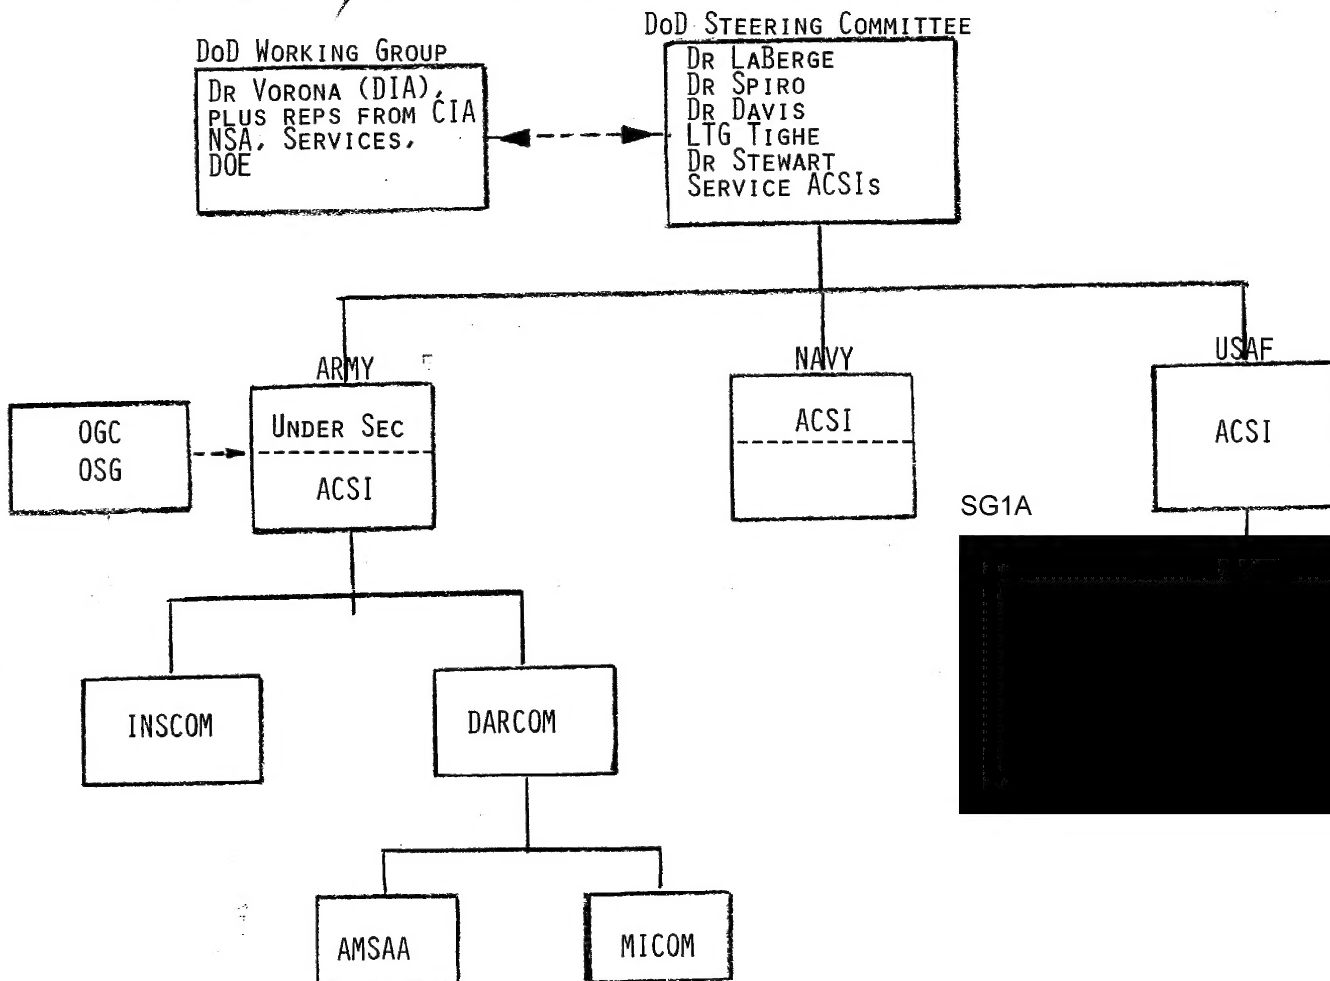 DoD Steering Committee
DoD Working Group
Dr LaBerge
Dr Spiro
Dr Davis
LTG Tighe
Dr Stewart
Service ACSIs
Dr Vorona (DIA),
plus reps from CIA
NSA, Services,
DOE
ARMY
NAVY
USAF
Under Sec
ACSI
ACSI
ACSI
OGC
OSG
SG1A
INSCOM
DARCOM
AMSAA
MICOM